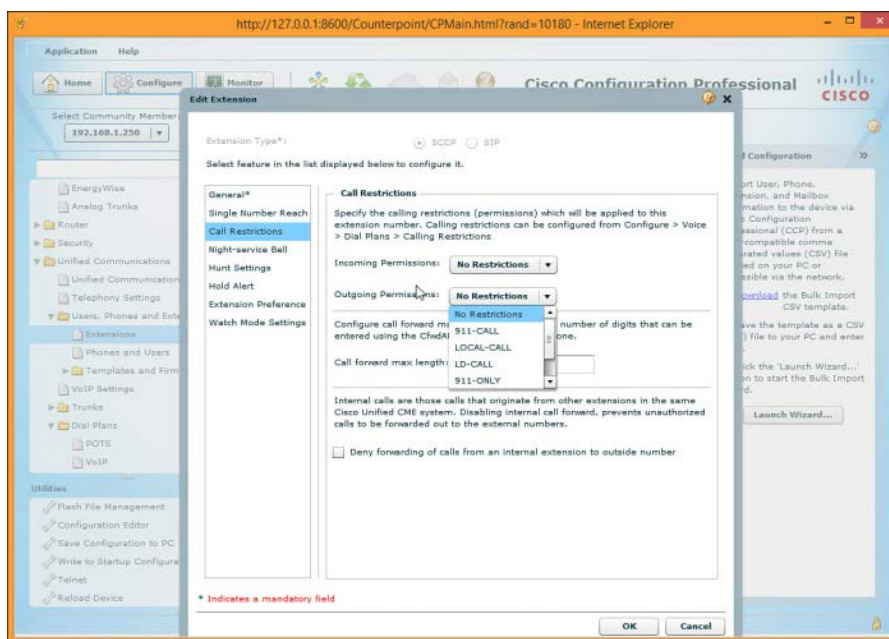 http://127.0.0.1:8600/Counterpoint/CPMain.html?rand=10180 - Internet Explorer
Application Help
Home Configure Monitor
Cisco Configuration Professional
CISCO
Select Community Member:
192.168.1.250
EnergyWise
Analog Trunks
Router
Security
Unified Communications
Unified Communication
Telephony Settings
Users, Phones and Exte
Extensions
Phones and Users
Templates and Firm
VoIP Settings
Trunks
Dial Plans
POTS
VoIP
Utilities
Flash File Management
Configuration Editor
Save Configuration to PC
Write to Startup Configura
Telnet
Reload Device
Edit Extension
Extension Type*:
SCCP SIP
Select feature in the list displayed below to configure it.
General*
Single Number Reach
Call Restrictions
Night-service Bell
Hunt Settings
Hold Alert
Extension Preference
Watch Mode Settings
Call Restrictions
Specify the calling restrictions (permissions) which will be applied to this
extension number. Calling restrictions can be configured from Configure > Voice
> Dial Plans > Calling Restrictions
Incoming Permissions: No Restrictions
Outgoing Permissions: No Restrictions
No Restrictions
911-CALL
LOCAL-CALL
LD-CALL
911-ONLY
Configure call forward ma number of digits that can be
entered using the CfwdAl one.
Call forward max length:
Internal calls are those calls that originate from other extensions in the same
Cisco Unified CME system. Disabling internal call forward, prevents unauthorized
calls to be forwarded out to the external numbers.
Deny forwarding of calls from an internal extension to outside number
* Indicates a mandatory field
OK Cancel
Configuration
ort User, Phone,
nsion, and Mailbox
mation to the device via
Configuration
essional (CCP) from a
compatible comma
rated values (CSV) file
ed on your PC or
ssible via the network.
ownload the Bulk Import
CSV template.
ve the template as a CSV
) file to your PC and enter
ick the 'Launch Wizard...'
on to start the Bulk Import
rd.
Launch Wizard...